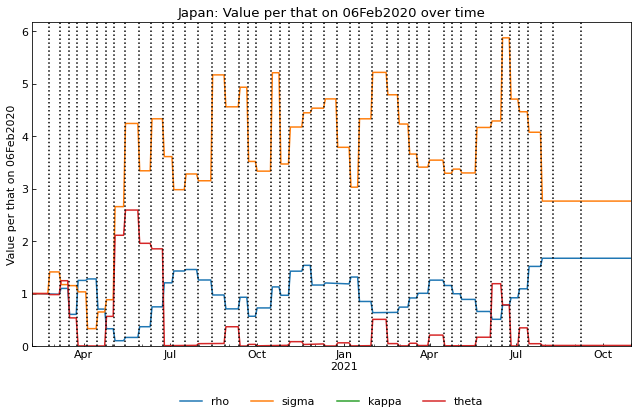 Japan: Value per that on 06Feb2020 over time
Value per that on 06Feb2020
6
5
4
3
2
1
0
Apr Jul Oct Jan Apr Jul Oct
2021
rho sigma kappa theta